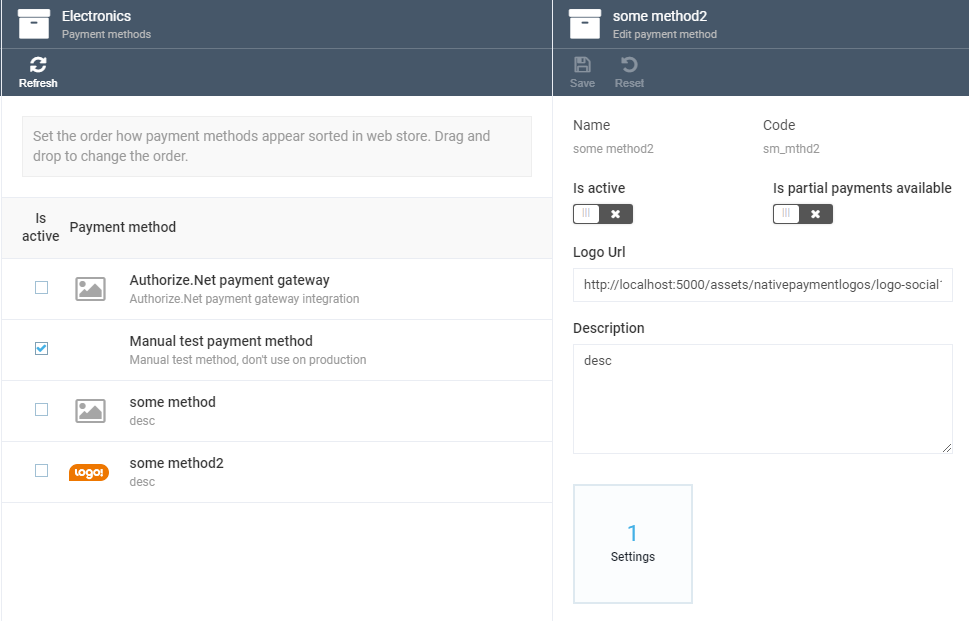 Electronics
Payment methods
Refresh
Set the order how payment methods appear sorted in web store. Drag and
drop to change the order.
Is
active
Payment method
Authorize.Net payment gateway
Authorize.Net payment gateway integration
Manual test payment method
Manual test method, don't use on production
some method
desc
logo!
some method2
desc
some method2
Edit payment method
Save
Reset
Name
Code
some method2
sm_mthd2
Is active
Is partial payments available
Logo Url
http://localhost:5000/assets/nativepaymentlogos/logo-social
Description
desc
1
Settings